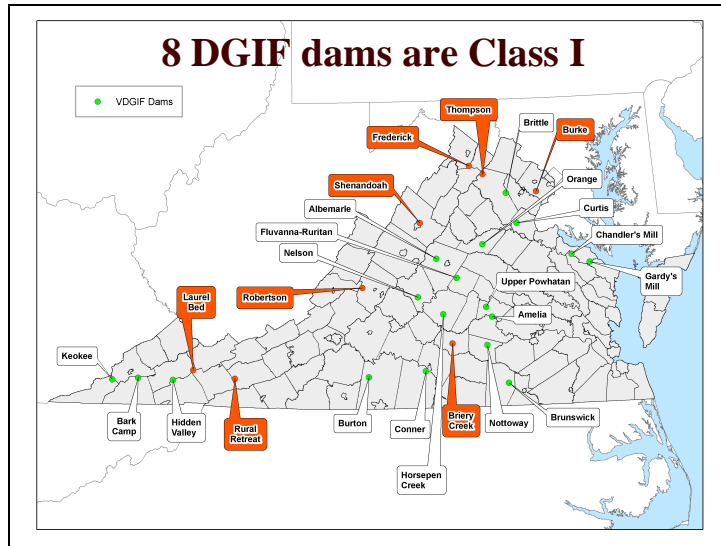 8 DGIF dams are Class I
VDGIF Dams
Thompson
Brittle
Burke
Frederick
Orange
Shenandoah
Albemarle
Curtis
Fluvanna-Ruritan
Chandler's Mill
Nelson
Gardy's
Mill
Upper Powhatan
Laurel
Bed
Robertson
Amelia
Keokee
Bark
Camp
Hidden
Valley
Rural
Retreat
Burton
Conner
Briery
Creek
Nottoway
Brunswick
Horsepen
Creek